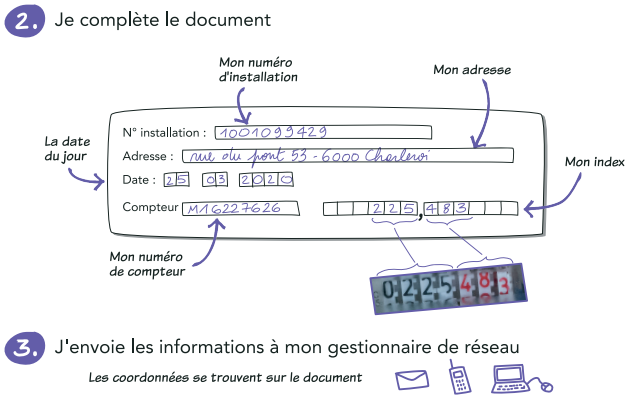 2. Je complète le document
Mon numéro
d'installation
Mon adresse
La date
du jour
N° installation : 1001099429
Adresse : rue du pont 53 - 6000 Charleroi
Date : 25 03 2020
Mon index
Compteur M16227626 225,483
Mon numéro
de compteur
0225483
3. J'envoie les informations à mon gestionnaire de réseau
Les coordonnées se trouvent sur le document